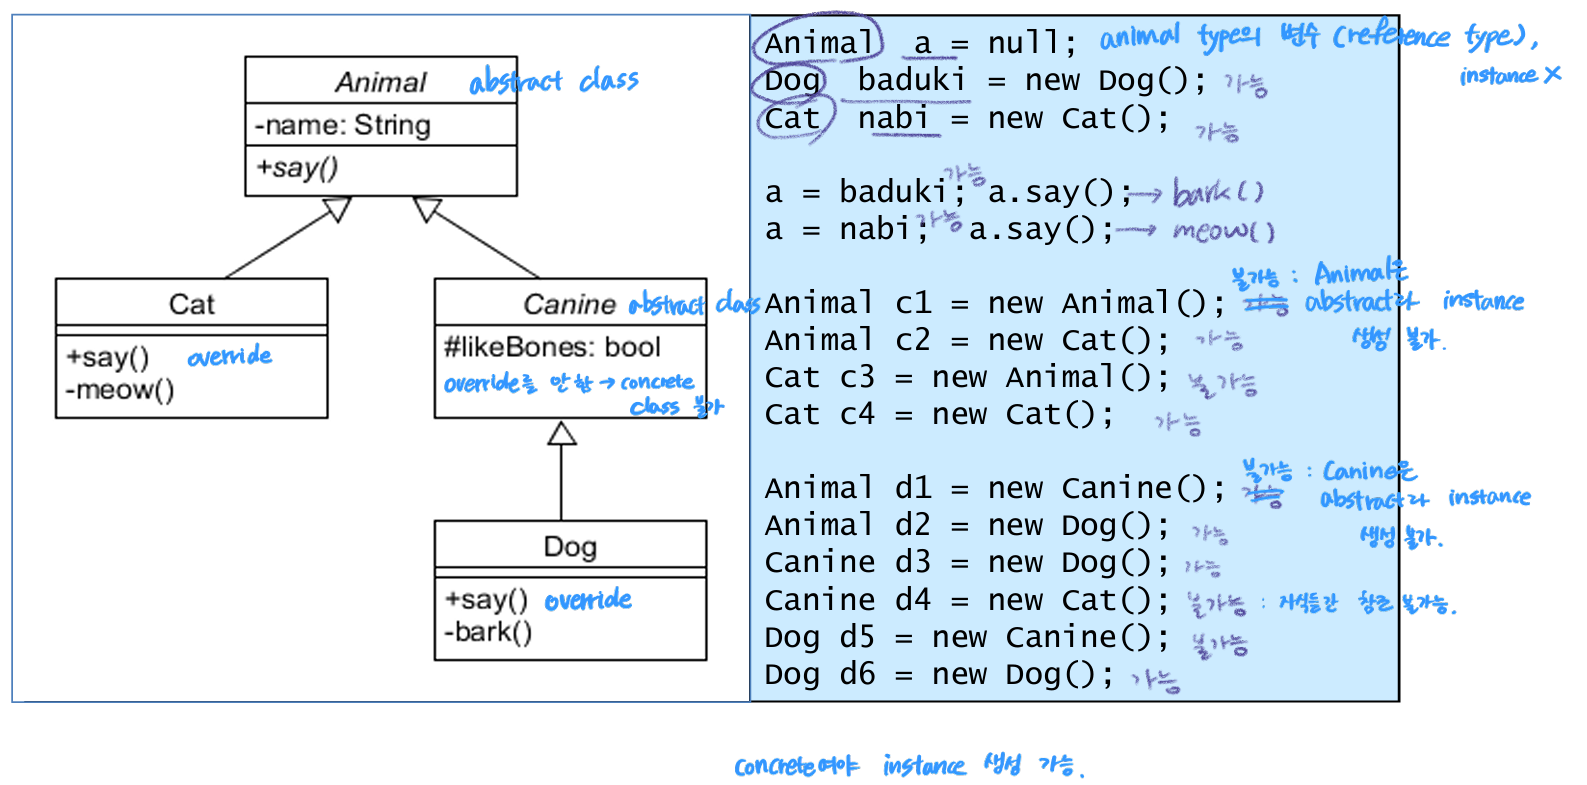 Animal abstract class
-name: String
+say()
Cat
+say() override
-meow()
Canine abstract class
#likeBones: bool
override를 안함 → concrete
class 불가
Dog
+say() override
-bark()
Animal a = null; animal type의 변수 (reference type),
instance X
Dog baduki = new Dog(); 가능
Cat nabi = new Cat(); 가능
a = baduki; 가능 a.say(); → bark()
a = nabi; 가능 a.say(); → meow()
불가능 : Animal은
Animal c1 = new Animal(); 가능 abstract라 instance
생성 불가.
Animal c2 = new Cat(); 가능
Cat c3 = new Animal(); 불가능
Cat c4 = new Cat(); 가능
불가능 : Canine은
Animal d1 = new Canine(); 가능 abstract라 instance
생성 불가.
Animal d2 = new Dog(); 가능
Canine d3 = new Dog(); 가능
Canine d4 = new Cat(); 불가능 : 자식들간 참조 불가능.
Dog d5 = new Canine(); 불가능
Dog d6 = new Dog(); 가능
concrete여야 instance 생성 가능.